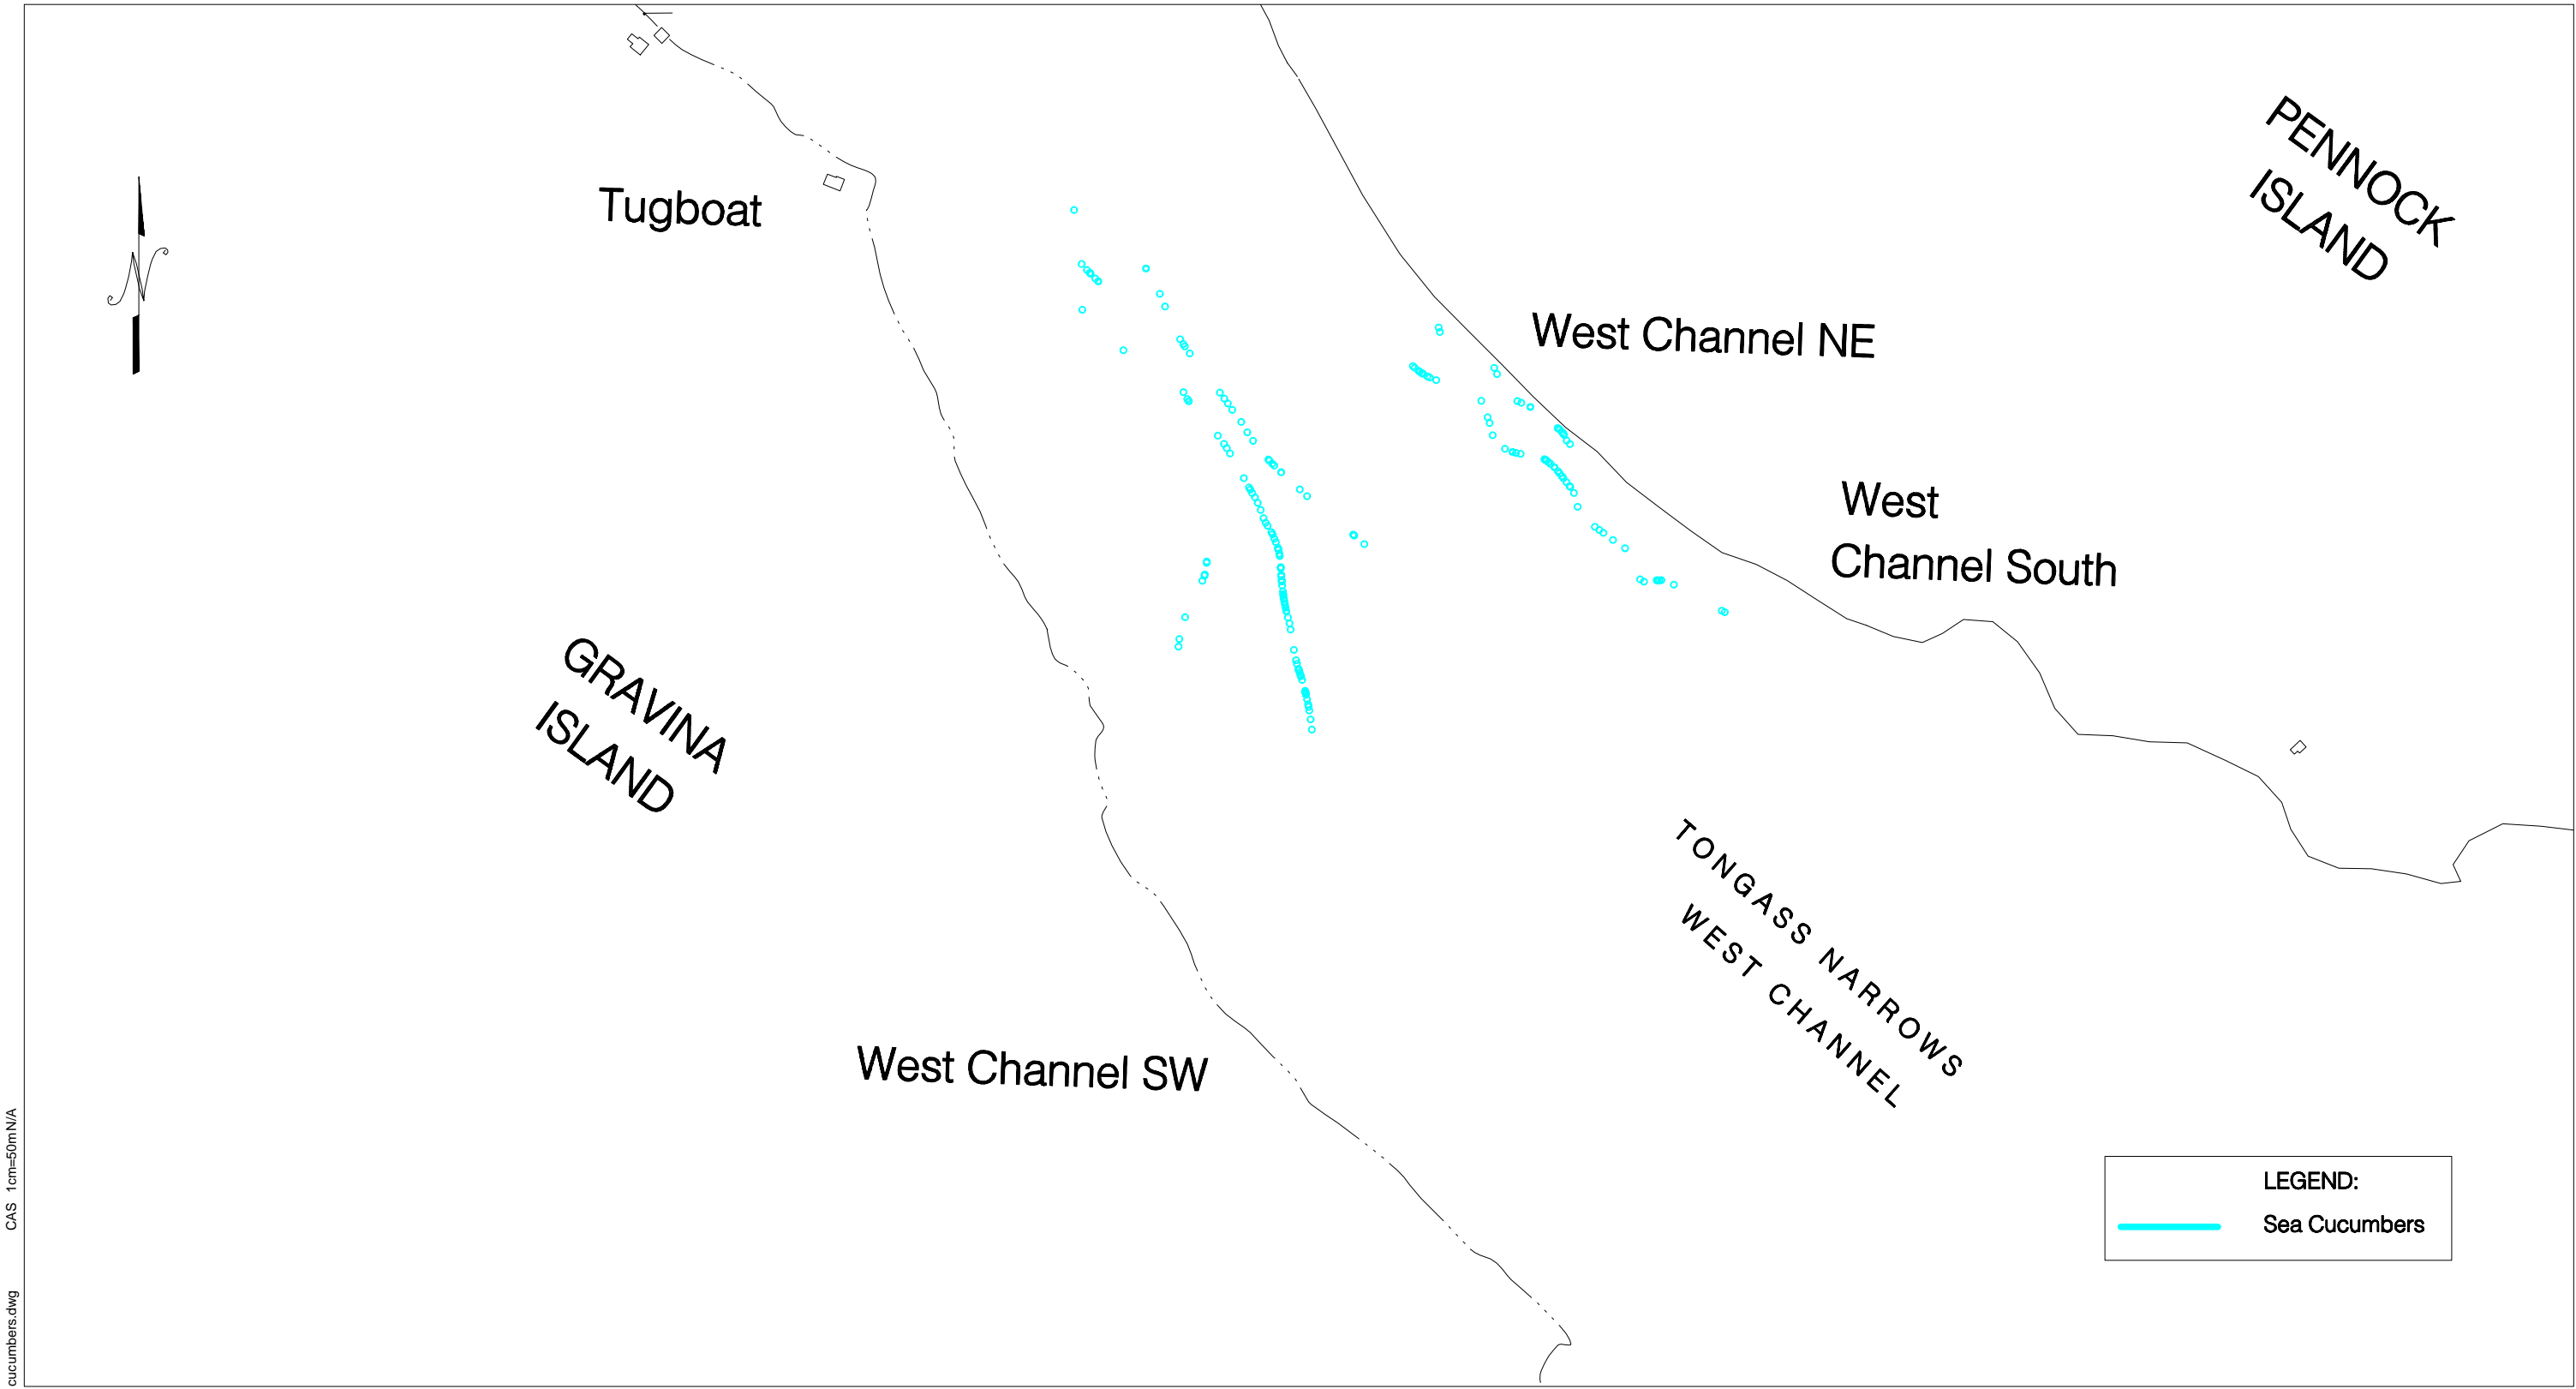 PENNOCK
ISLAND
Tugboat
N
West Channel NE
West
Channel South
GRAVINA
ISLAND
TONGASS NARROWS
WEST CHANNEL
West Channel SW
LEGEND:
Sea Cucumbers
cucumbers.dwg CAS 1cm=50m N/A